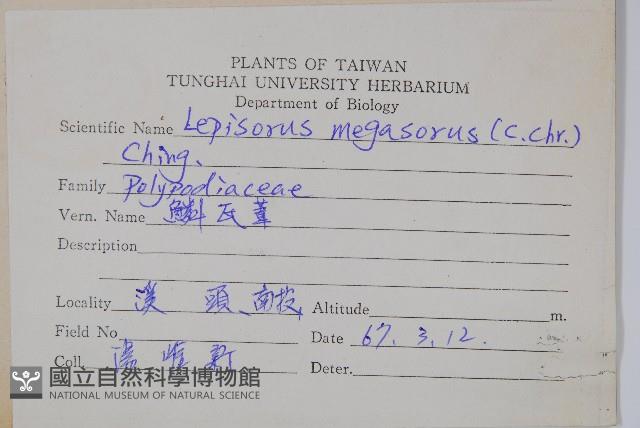 PLANTS OF TAIWAN
TUNGHAI UNIVERSITY HERBARIUM
Department of Biology
Scientific Name Lepisorus megasorus (C. Chr.)
Ching.
Family Polypodiaceae
Vern. Name 鱗瓦葦
Description
Locality 溪 頭、南投 Altitude m.
Field No Date 67. 3. 12.
Coll. Deter.
國立自然科學博物館
NATIONAL MUSEUM OF NATURAL SCIENCE